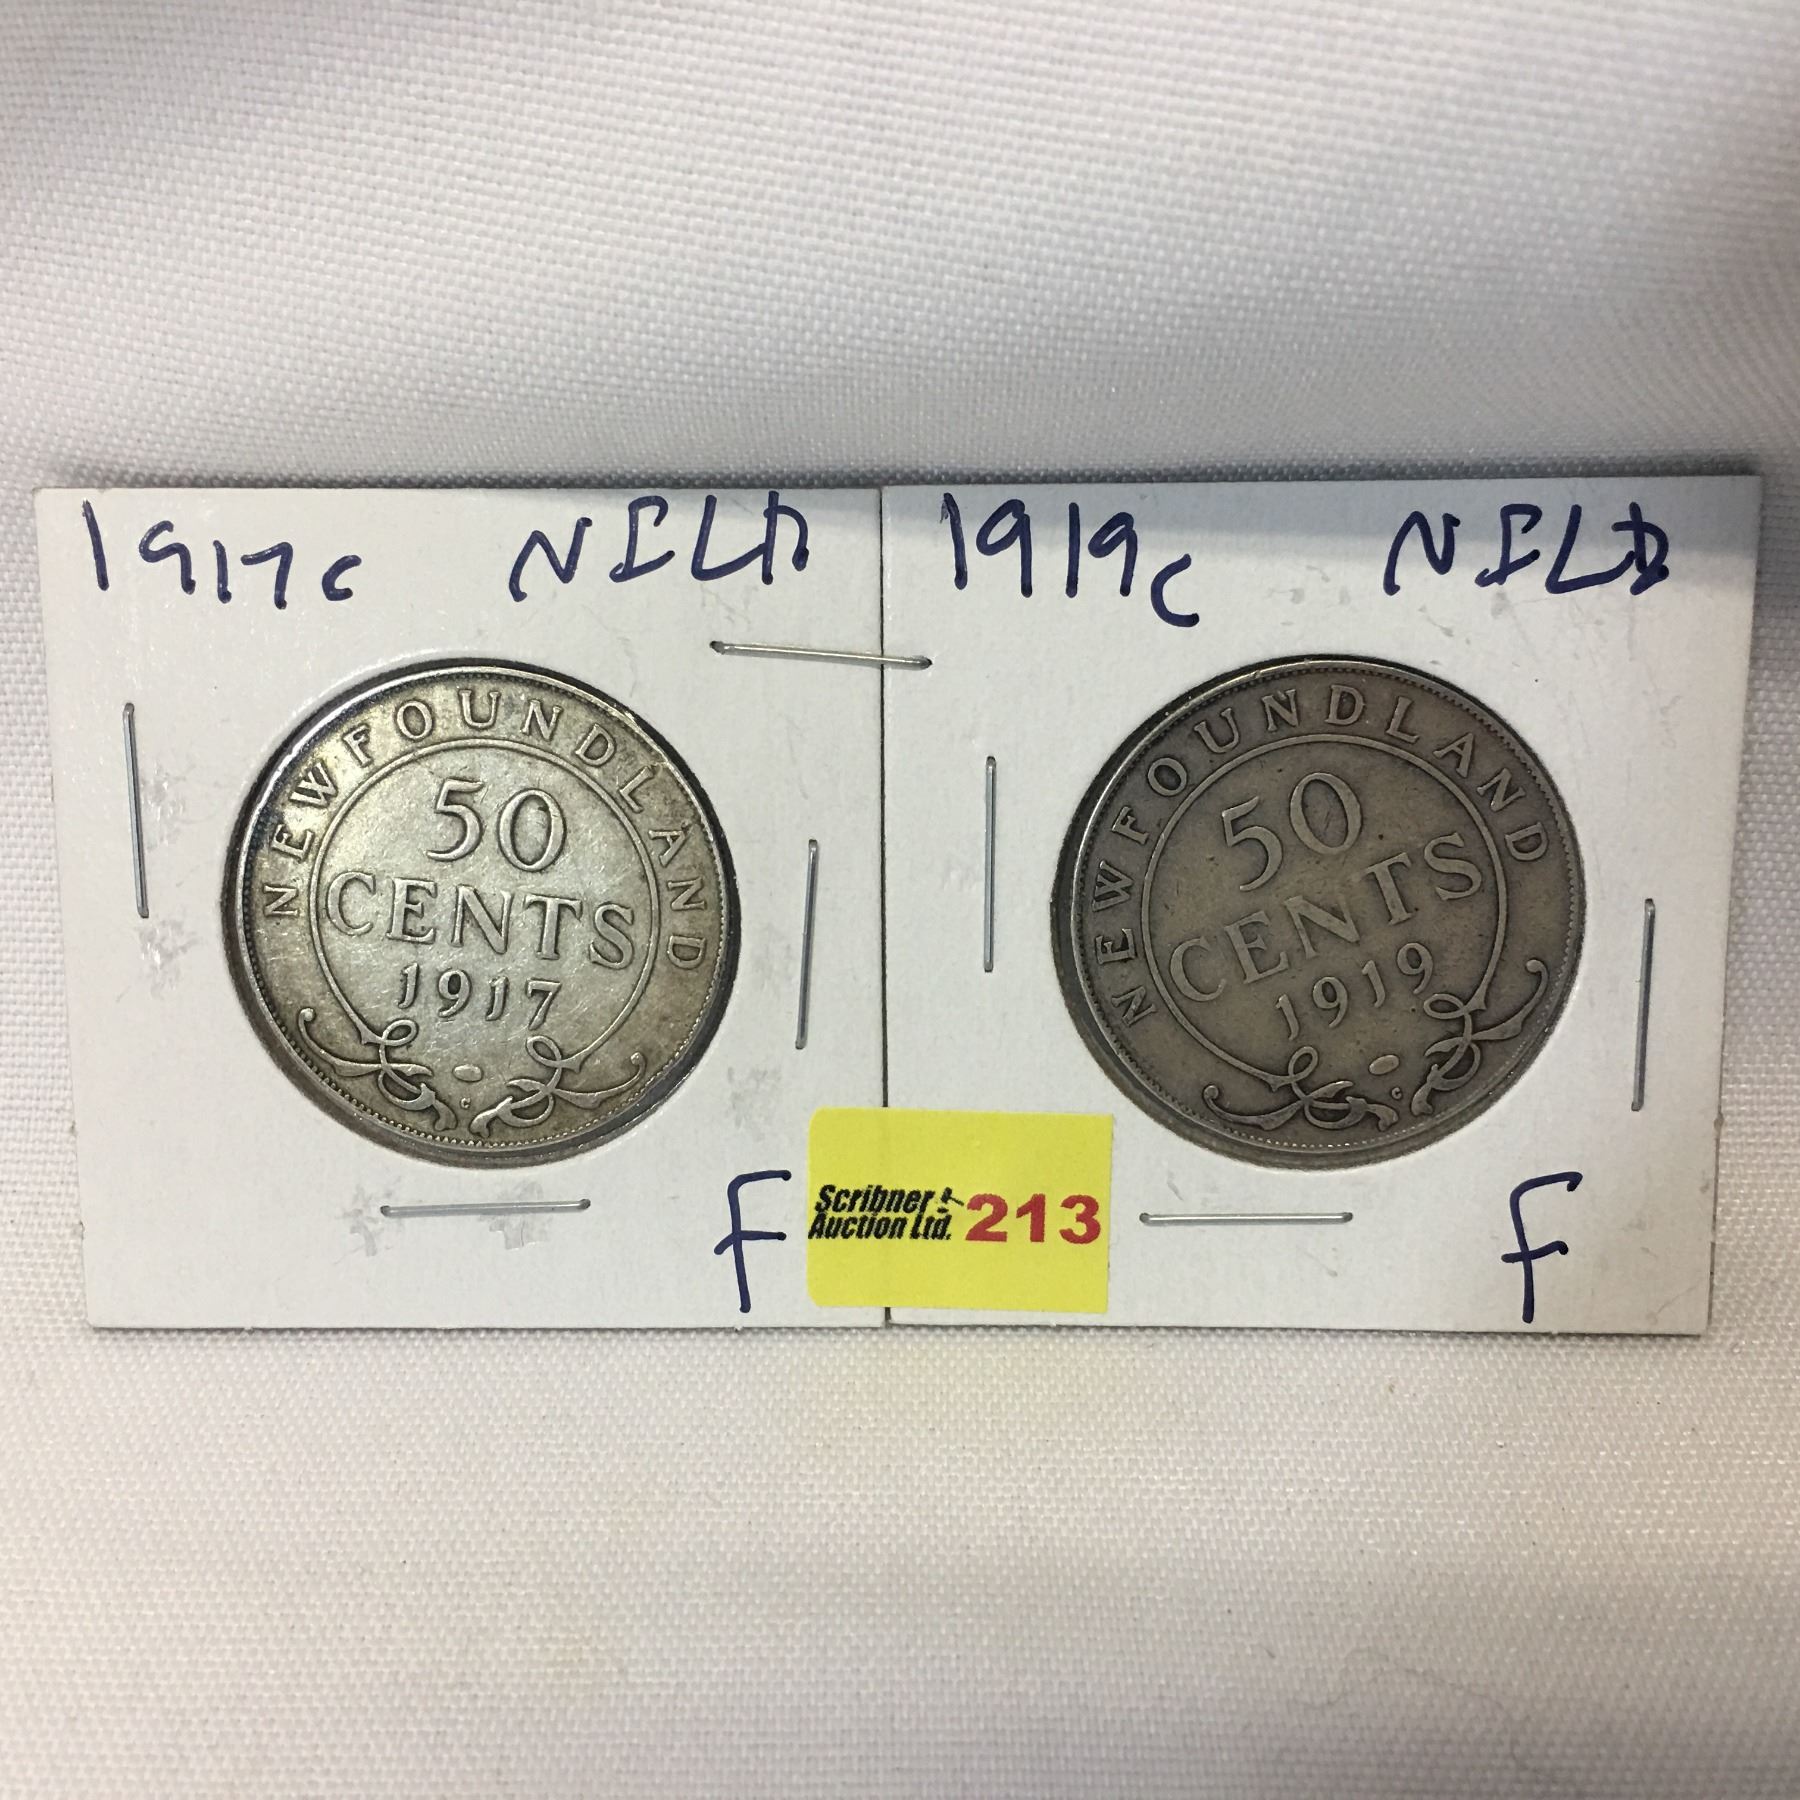 1917c NFLD
1919c NFLD
NEWFOUNDLAND
50
CENTS
1917
C
NEWFOUNDLAND
50
CENTS
1919
C
F
Scribner
Auction Ltd.
213
F